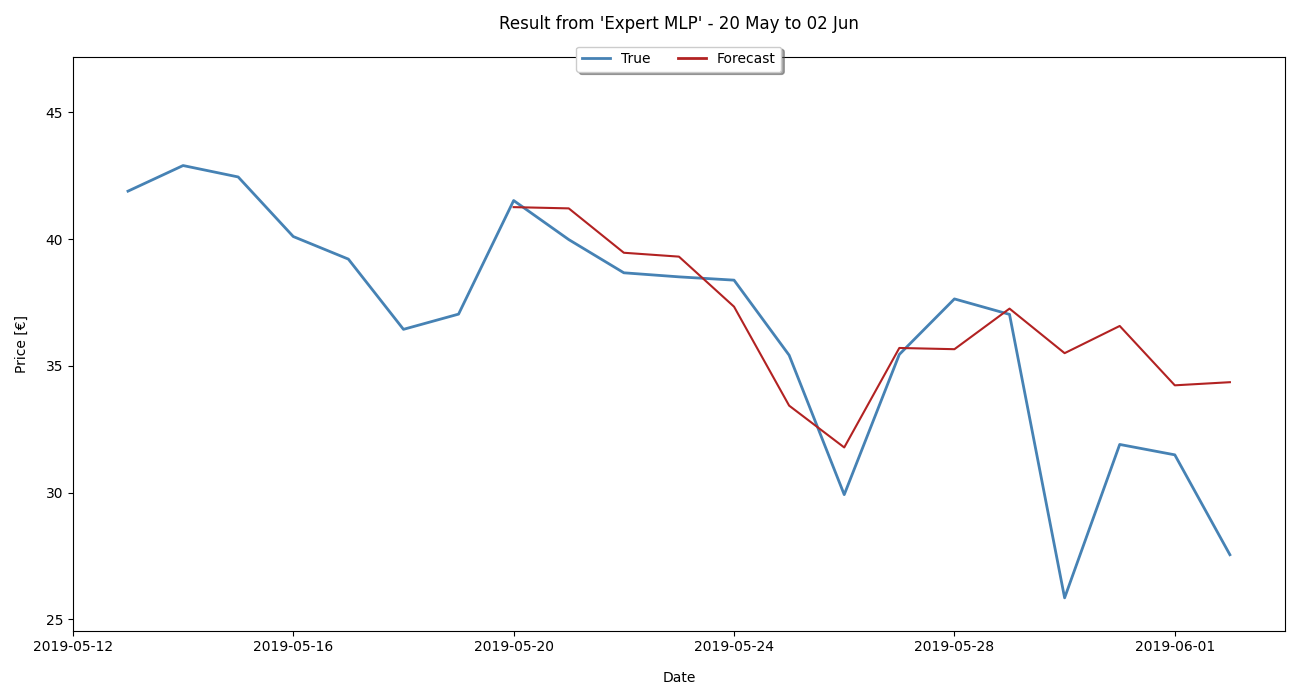 Result from 'Expert MLP' - 20 May to 02 Jun
True Forecast
45
40
35
30
25
Price [€]
2019-05-12 2019-05-16 2019-05-20 2019-05-24 2019-05-28 2019-06-01
Date